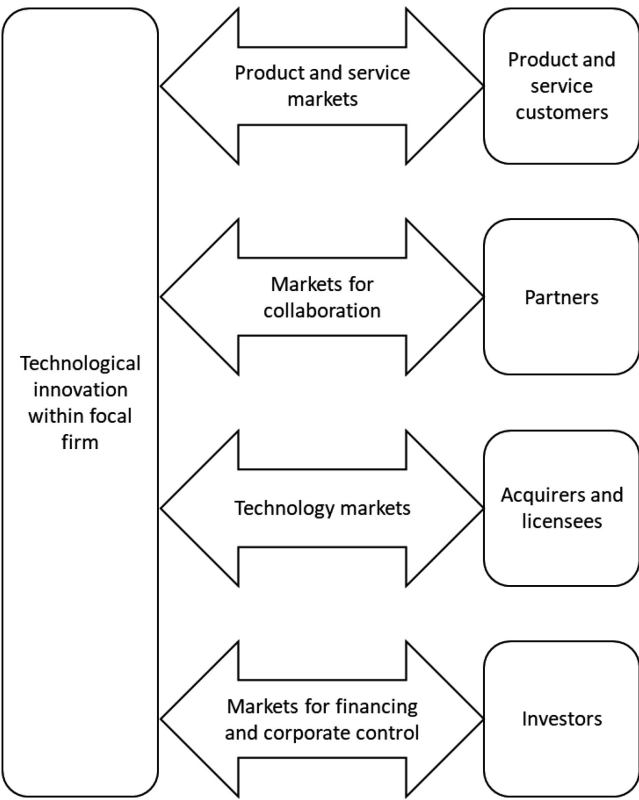 Technological
innovation
within focal
firm
Product and service
markets
Product and
service
customers
Markets for
collaboration
Partners
Technology markets
Acquirers and
licensees
Markets for financing
and corporate control
Investors